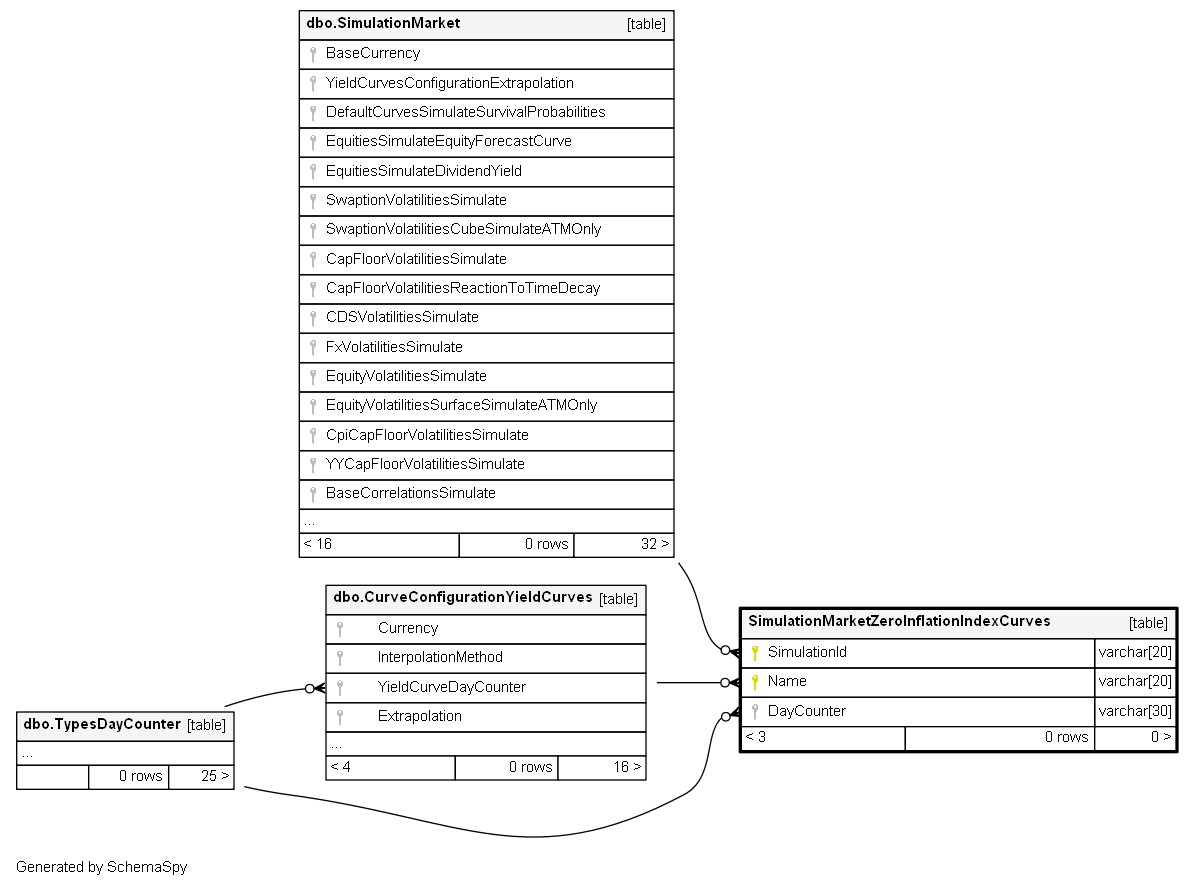 dbo.SimulationMarket [table]
BaseCurrency
YieldCurvesConfigurationExtrapolation
DefaultCurvesSimulateSurvivalProbabilities
EquitiesSimulateEquityForecastCurve
EquitiesSimulateDividendYield
SwaptionVolatilitiesSimulate
SwaptionVolatilitiesCubeSimulateATMOnly
CapFloorVolatilitiesSimulate
CapFloorVolatilitiesReactionToTimeDecay
CDSVolatilitiesSimulate
FxVolatilitiesSimulate
EquityVolatilitiesSimulate
EquityVolatilitiesSurfaceSimulateATMOnly
CpiCapFloorVolatilitiesSimulate
YYCapFloorVolatilitiesSimulate
BaseCorrelationsSimulate
...
< 16 0 rows 32 >
dbo.CurveConfigurationYieldCurves [table]
Currency
InterpolationMethod
YieldCurveDayCounter
Extrapolation
...
< 4 0 rows 16 >
SimulationMarketZeroInflationIndexCurves [table]
SimulationId varchar[20]
Name varchar[20]
DayCounter varchar[30]
< 3 0 rows 0 >
dbo.TypesDayCounter [table]
...
0 rows 25 >
Generated by SchemaSpy